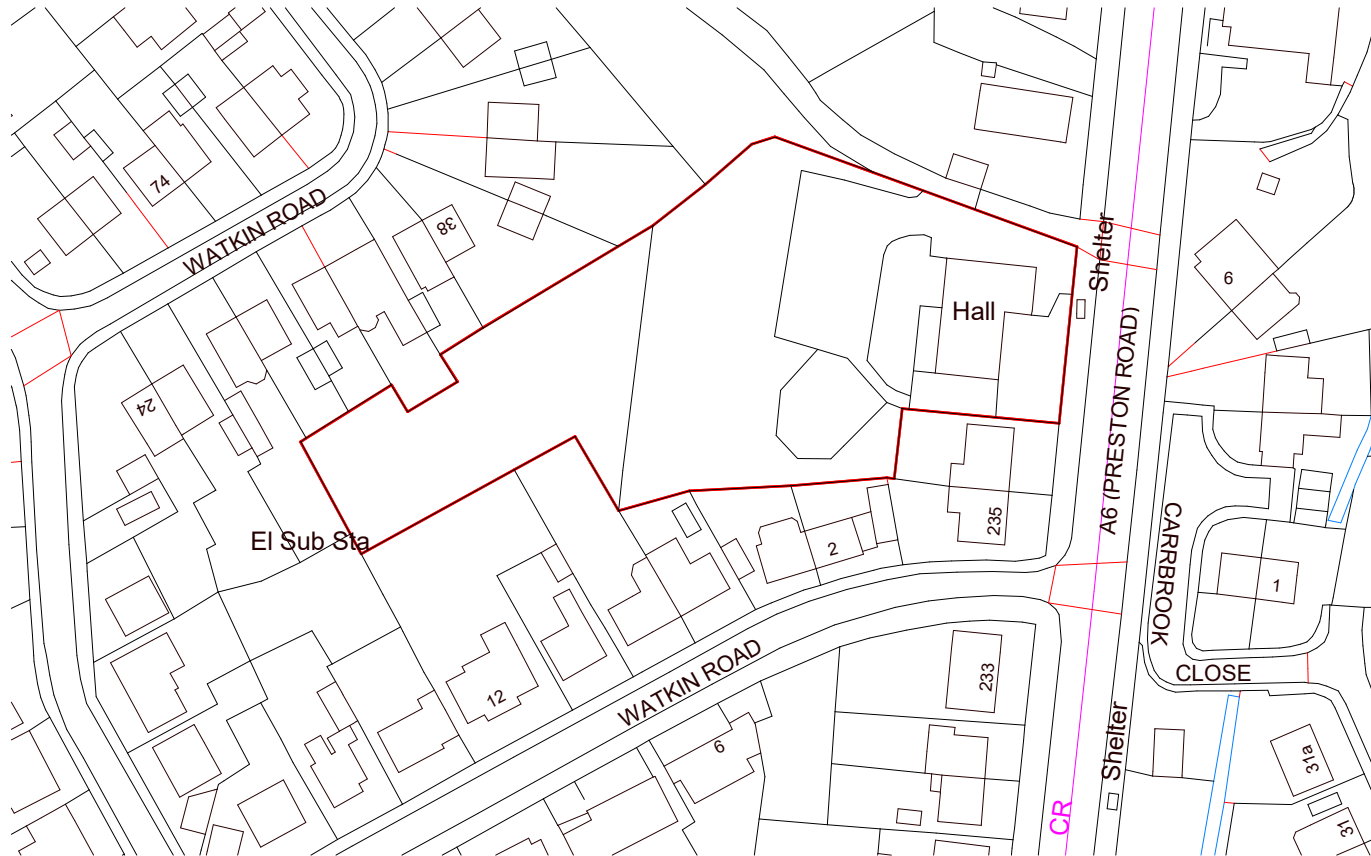 74
WATKIN ROAD
38
Shelter
6
Hall
A6 (PRESTON ROAD)
24
El Sub Sta
235
2
CARRBROOK
1
12
WATKIN ROAD
233
CLOSE
6
Shelter
31a
CR
31